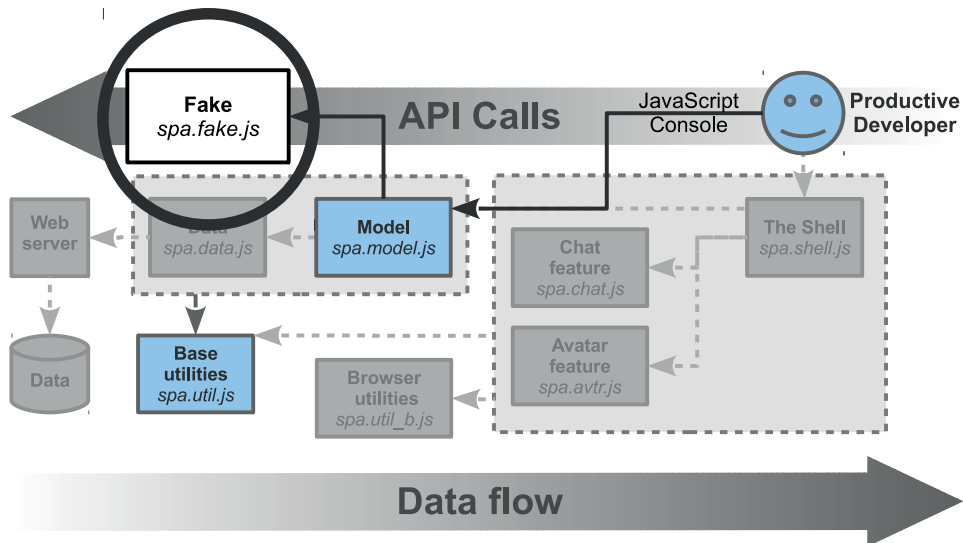 Fake
spa.fake.js
API Calls
JavaScript
Console
Productive
Developer
Web
server
Data
spa.data.js
Model
spa.model.js
The Shell
spa.shell.js
Chat
feature
spa.chat.js
Base
utilities
spa.util.js
Data
Browser
utilities
spa.util_b.js
Avatar
feature
spa.avtr.js
Data flow